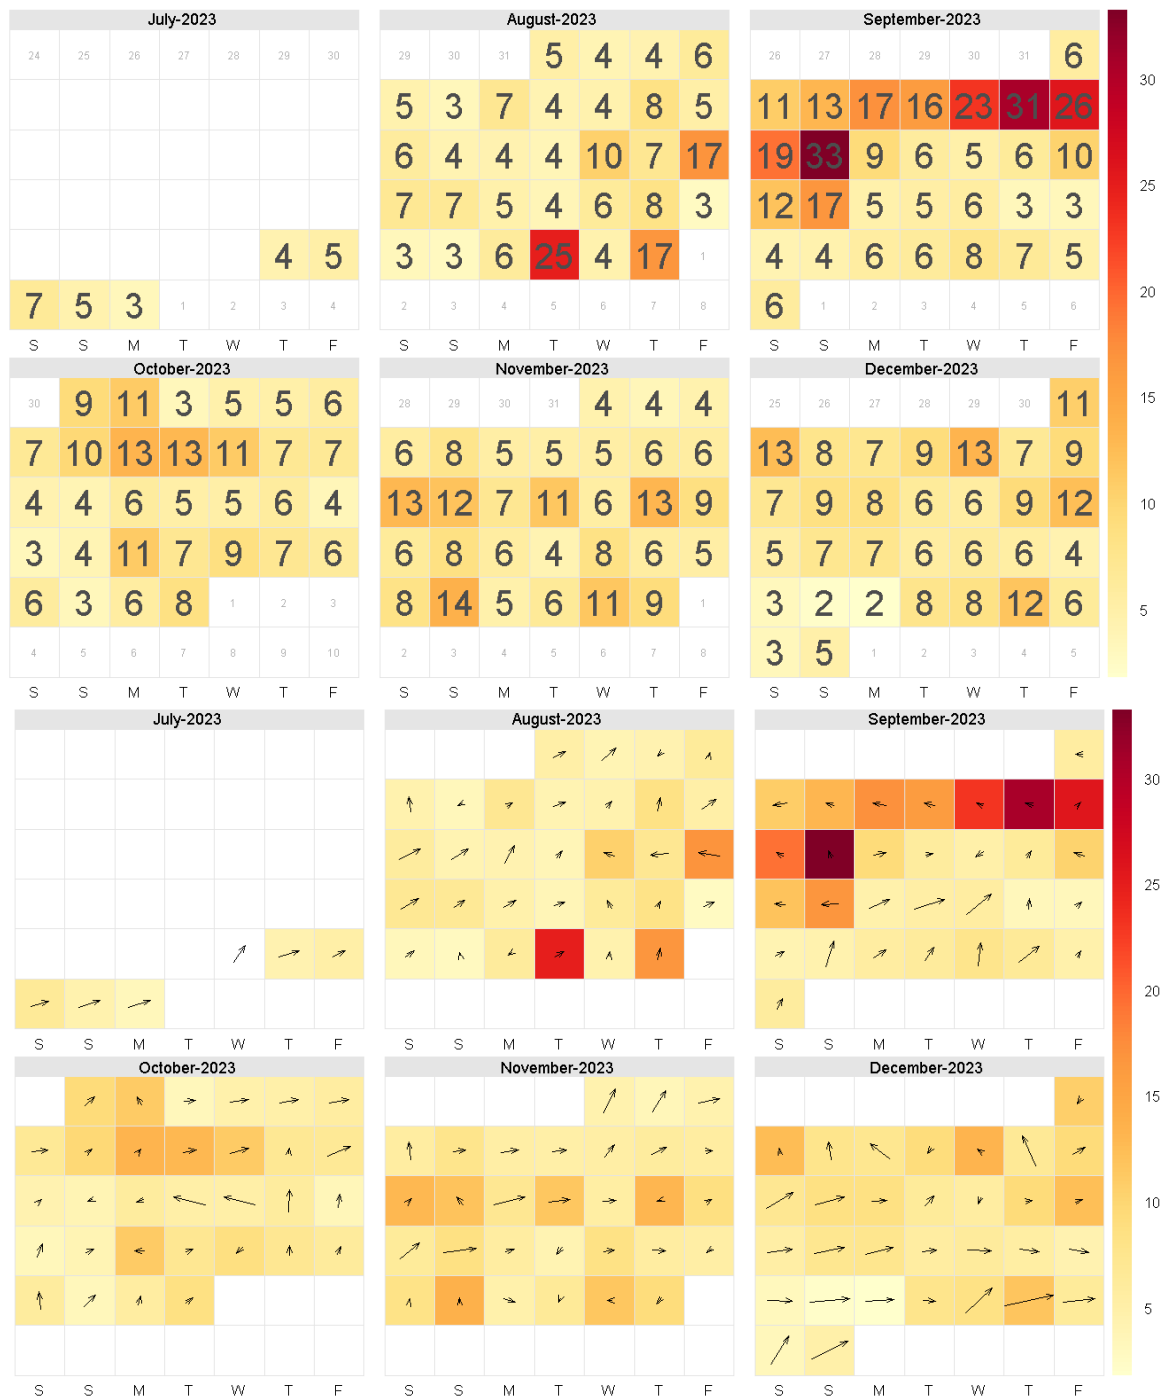 July-2023 August-2023 September-2023
24 25 26 27 28 29 30 29 30 31 5 4 4 6 26 27 28 29 30 31 6
5 3 7 4 4 8 5 11 13 17 16 23 31 26
6 4 4 4 10 7 17 19 33 9 6 5 6 10
7 7 5 4 6 8 3 12 17 5 5 6 3 3
4 5 3 3 6 25 4 17 1 4 4 6 6 8 7 5
7 5 3 1 2 3 4 2 3 4 5 6 7 8 6 1 2 3 4 5 6
S S M T W T F S S M T W T F S S M T W T F
30
25
20
15
10
5
October-2023 November-2023 December-2023
30 9 11 3 5 5 6 28 29 30 31 4 4 4 25 26 27 28 29 30 11
7 10 13 13 11 7 7 6 8 5 5 5 6 6 13 8 7 9 13 7 9
4 4 6 5 5 6 4 13 12 7 11 6 13 9 7 9 8 6 6 9 12
3 4 11 7 9 7 6 6 8 6 4 8 6 5 5 7 7 6 6 6 4
6 3 6 8 1 2 3 8 14 5 6 11 9 1 3 2 2 8 8 12 6
4 5 6 7 8 9 10 2 3 4 5 6 7 8 3 5 1 2 3 4 5
S S M T W T F S S M T W T F S S M T W T F
July-2023 August-2023 September-2023
S S M T W T F S S M T W T F S S M T W T F
30
25
20
15
10
5
October-2023 November-2023 December-2023
S S M T W T F S S M T W T F S S M T W T F